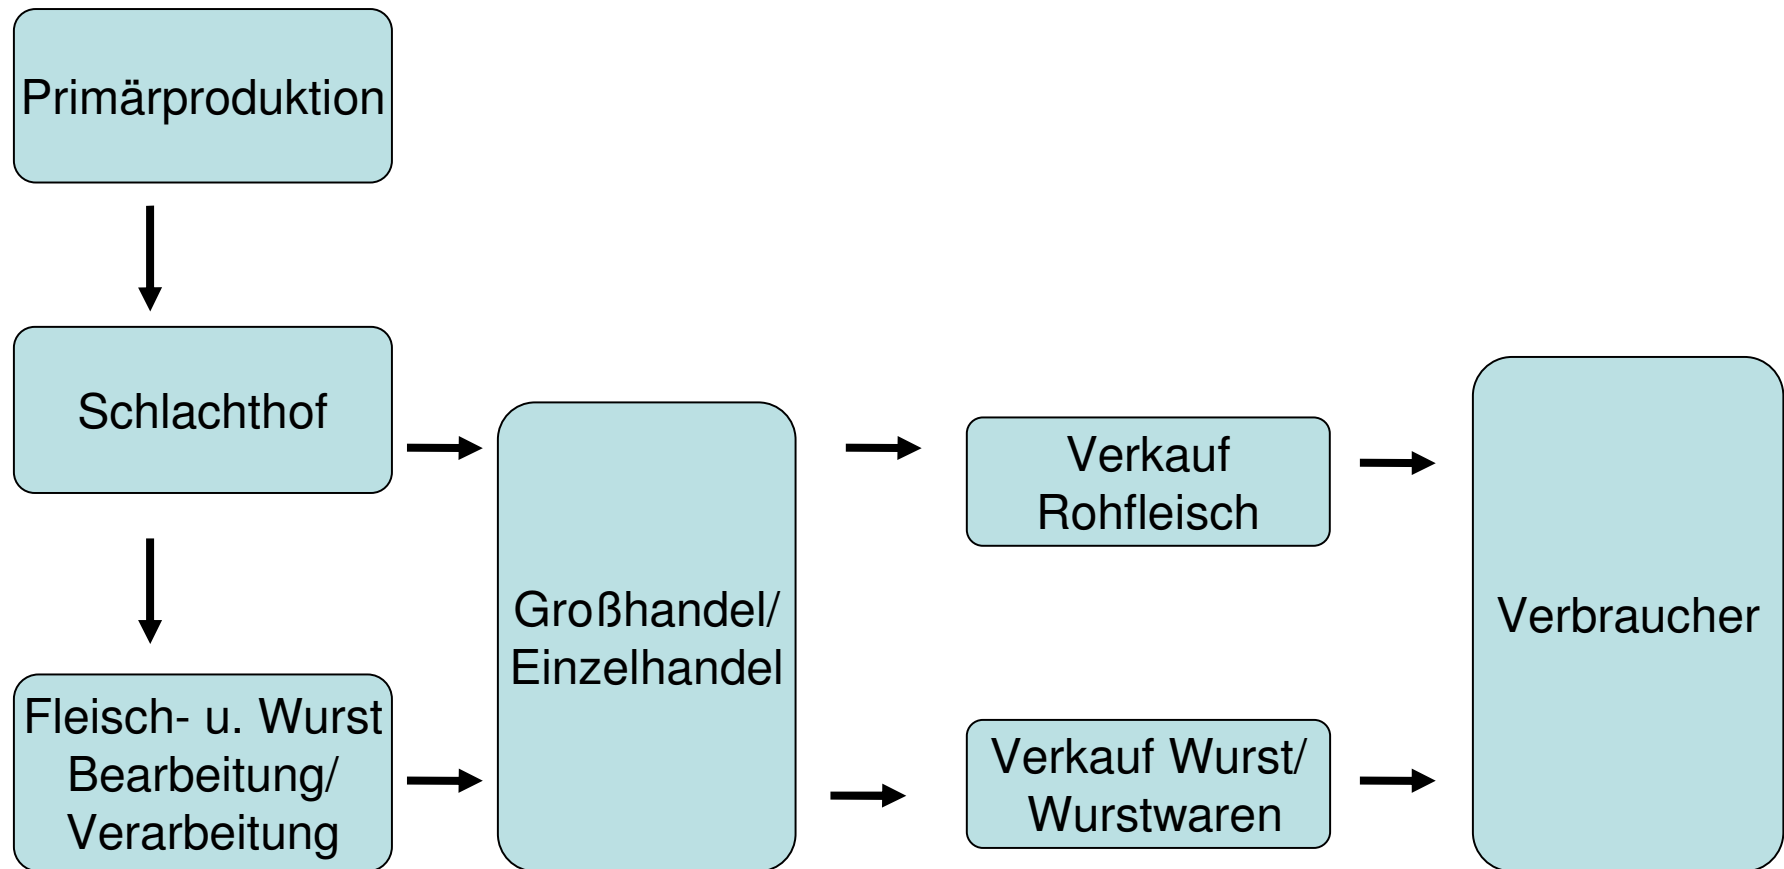 Primärproduktion
Schlachthof
Fleisch- u. Wurst
Bearbeitung/
Verarbeitung
Großhandel/
Einzelhandel
Verkauf
Rohfleisch
Verkauf Wurst/
Wurstwaren
Verbraucher